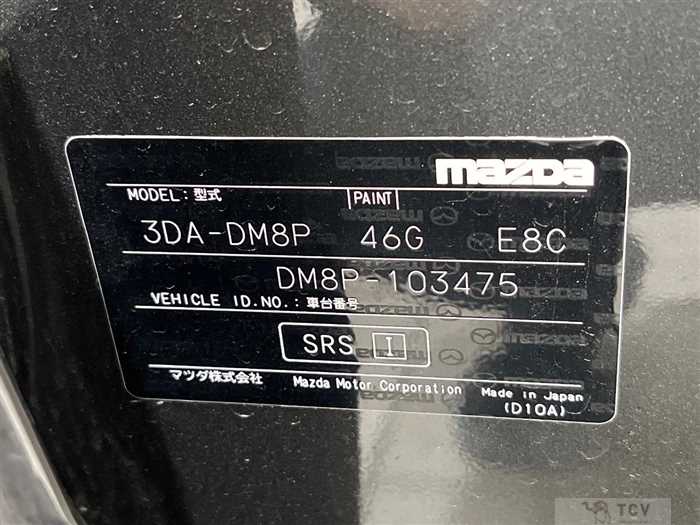 mazda
MODEL:型式 PAINT
3DA-DM8P 46G E8C
DM8P-103475
VEHICLE ID.NO.:車台番号
SRS I
マツダ株式会社 Mazda Motor Corporation Made in Japan
(D10A)
TCV